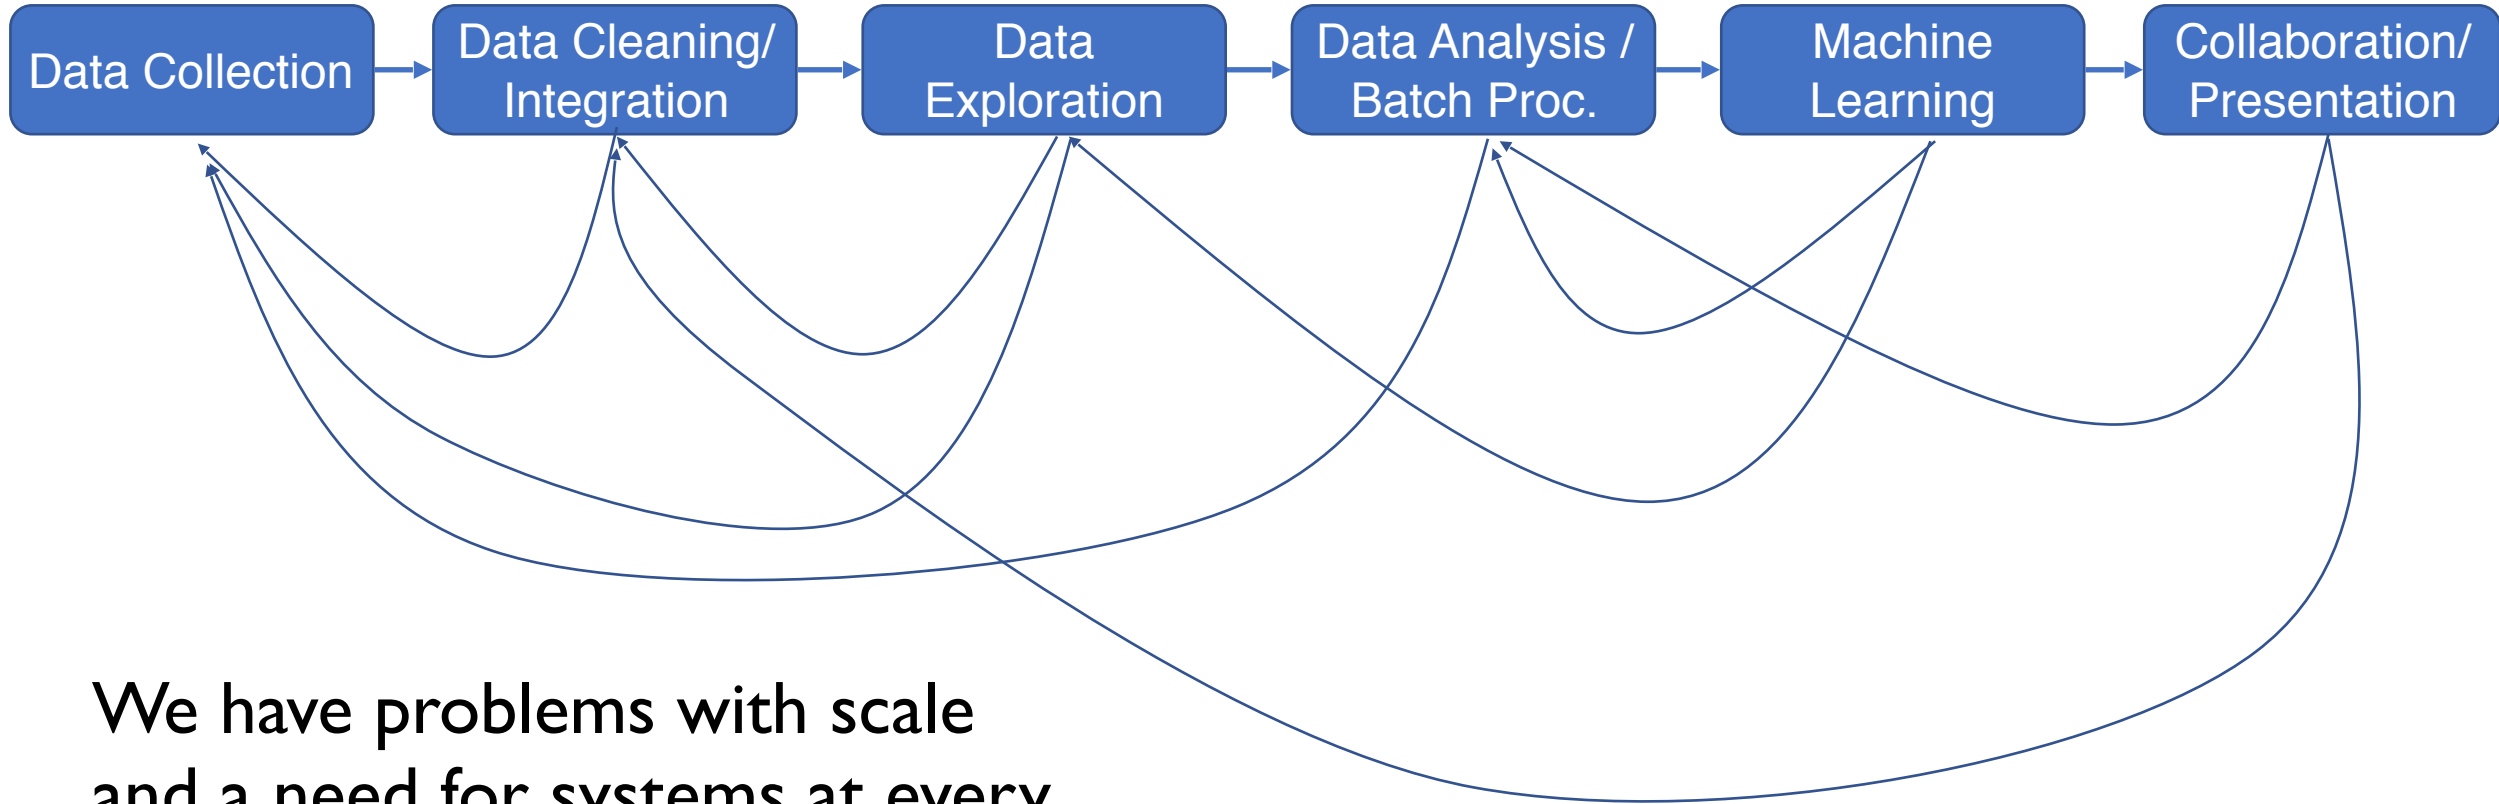 Data Collection
Data Cleaning/
Integration
Data
Exploration
Data Analysis /
Batch Proc.
Machine
Learning
Collaboration/
Presentation
We have problems with scale
and a need for systems at every